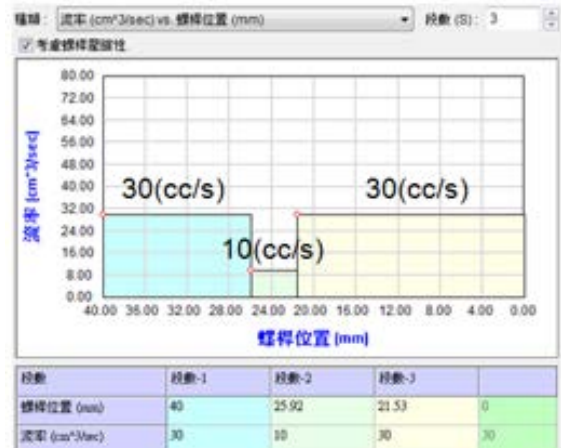 種類： 流率 (cm^3/sec) vs. 螺桿位置 (mm) 段數 (S)： 3
考慮螺桿壓縮性
80.00
72.00
64.00
56.00
48.00
40.00
32.00
24.00
16.00
8.00
0.00
流率 (cm^3/sec)
30(cc/s) 30(cc/s)
10(cc/s)
40.00 36.00 32.00 28.00 24.00 20.00 16.00 12.00 8.00 4.00 0.00
螺桿位置 (mm)
段數 段數-1 段數-2 段數-3
螺桿位置 (mm) 40 25.92 21.53 0
流率 (cm^3/sec) 30 10 30 30